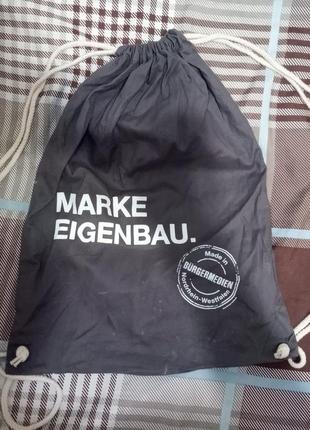 MARKE
EIGENBAU.
Made in
BÜRGERMEDIEN
Nordrhein-Westfalen